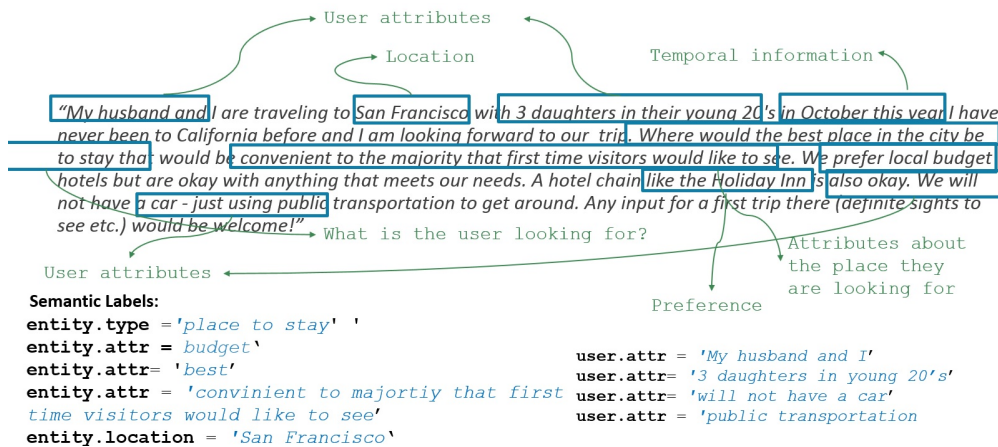 User attributes
Location
Temporal information
“My husband and I are traveling to San Francisco with 3 daughters in their young 20's in October this year I have
never been to California before and I am looking forward to our trip. Where would the best place in the city be
to stay that would be convenient to the majority that first time visitors would like to see. We prefer local budget
hotels but are okay with anything that meets our needs. A hotel chain like the Holiday Inn is also okay. We will
not have a car - just using public transportation to get around. Any input for a first trip there (definite sights to
see etc.) would be welcome!”
What is the user looking for?
User attributes
Attributes about
the place they
are looking for
Preference
Semantic Labels:
entity.type ='place to stay' '
entity.attr = budget‘
entity.attr= 'best’
entity.attr = 'convinient to majortiy that first
time visitors would like to see’
entity.location = 'San Francisco‘
user.attr = 'My husband and I’
user.attr= '3 daughters in young 20’s’
user.attr = 'will not have a car’
user.attr = 'public transportation